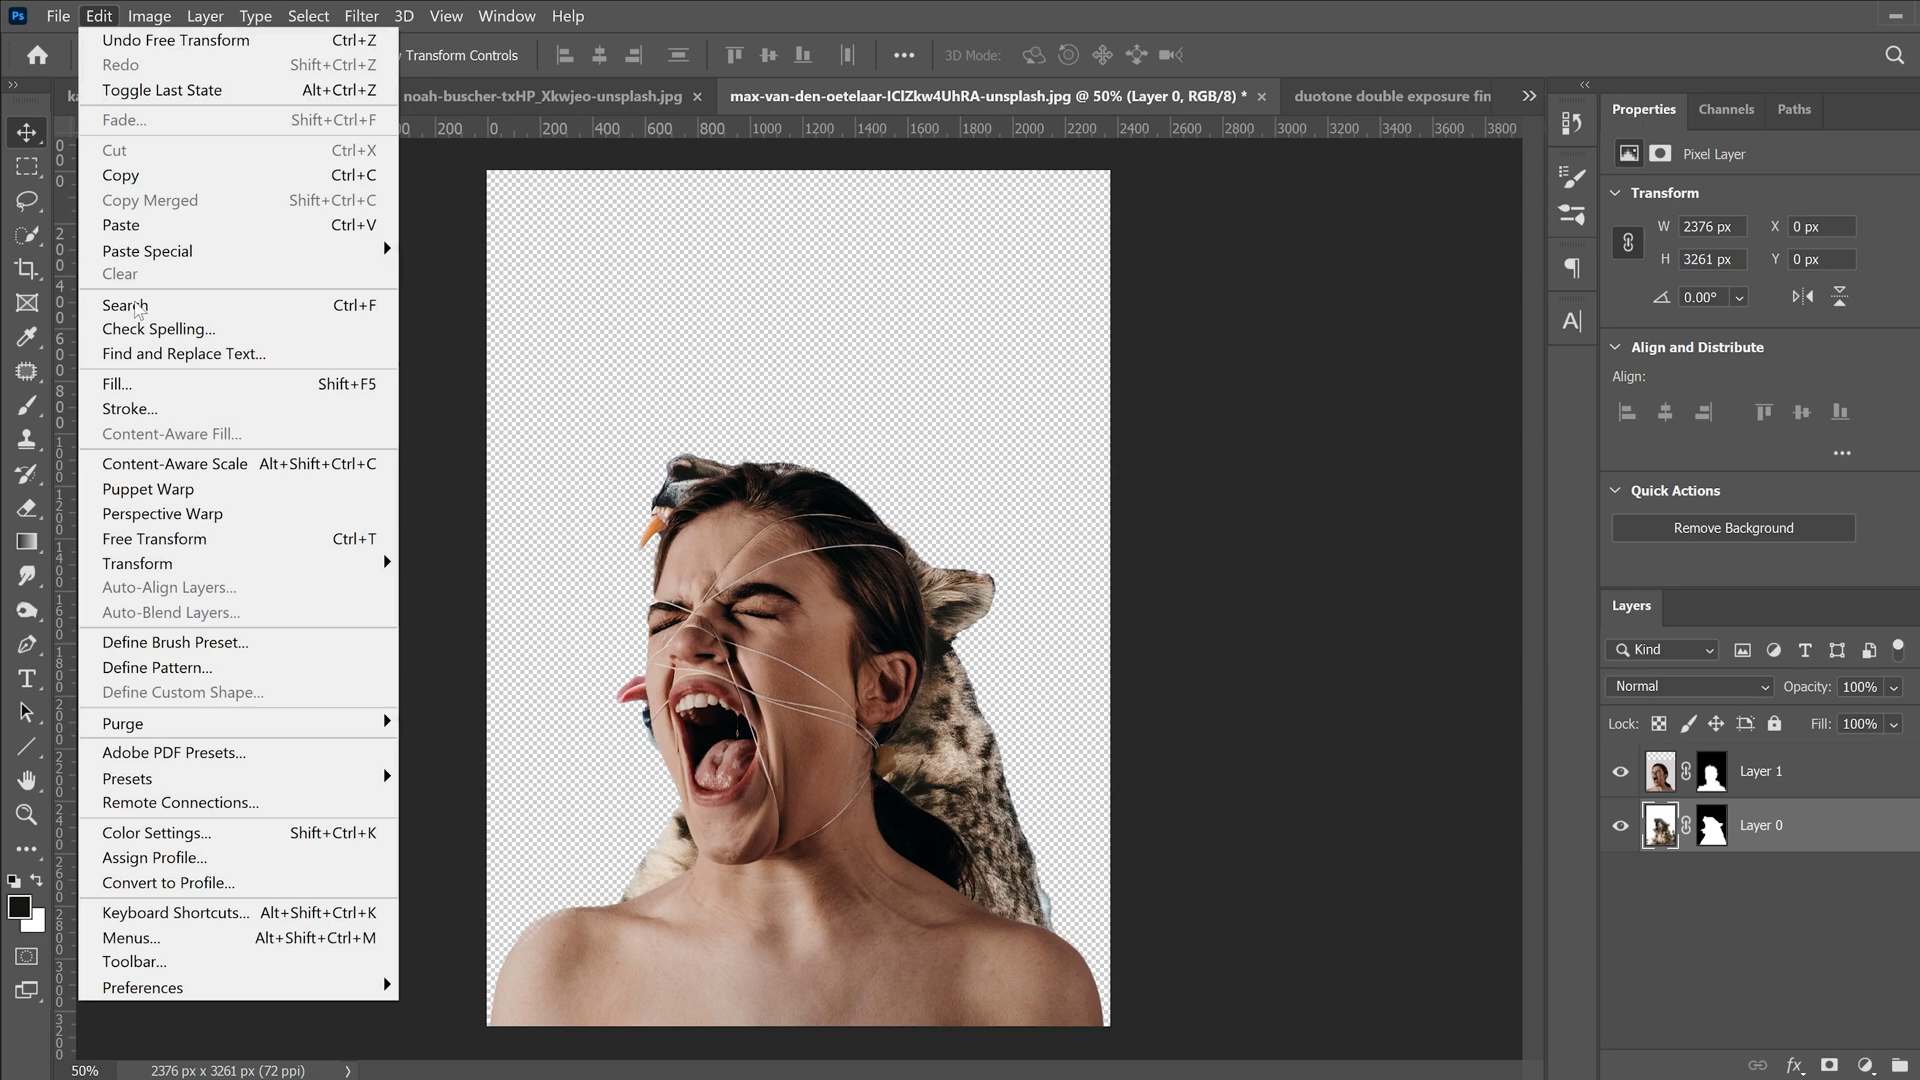 Ps File Edit Image Layer Type Select Filter 3D View Window Help
Transform Controls 3D Mode:
noah-buscher-txHP_Xkwjeo-unsplash.jpg × max-van-den-oetelaar-IClZkw4UhRA-unsplash.jpg @ 50% (Layer 0, RGB/8) * × duotone double exposure fin
200 0 200 400 600 800 1000 1200 1400 1600 1800 2000 2200 2400 2600 2800 3000 3200 3400 3600 3800
Undo Free Transform Ctrl+Z
Redo Shift+Ctrl+Z
Toggle Last State Alt+Ctrl+Z
Fade... Shift+Ctrl+F
Cut Ctrl+X
Copy Ctrl+C
Copy Merged Shift+Ctrl+C
Paste Ctrl+V
Paste Special
Clear
Search Ctrl+F
Check Spelling...
Find and Replace Text...
Fill... Shift+F5
Stroke...
Content-Aware Fill...
Content-Aware Scale Alt+Shift+Ctrl+C
Puppet Warp
Perspective Warp
Free Transform Ctrl+T
Transform
Auto-Align Layers...
Auto-Blend Layers...
Define Brush Preset...
Define Pattern...
Define Custom Shape...
Purge
Adobe PDF Presets...
Presets
Remote Connections...
Color Settings... Shift+Ctrl+K
Assign Profile...
Convert to Profile...
Keyboard Shortcuts... Alt+Shift+Ctrl+K
Menus... Alt+Shift+Ctrl+M
Toolbar...
Preferences
Properties Channels Paths
Pixel Layer
Transform
W 2376 px X 0 px
H 3261 px Y 0 px
0.00°
Align and Distribute
Align:
Quick Actions
Remove Background
Layers
Kind
Normal Opacity: 100%
Lock: Fill: 100%
Layer 1
Layer 0
50% 2376 px x 3261 px (72 ppi)